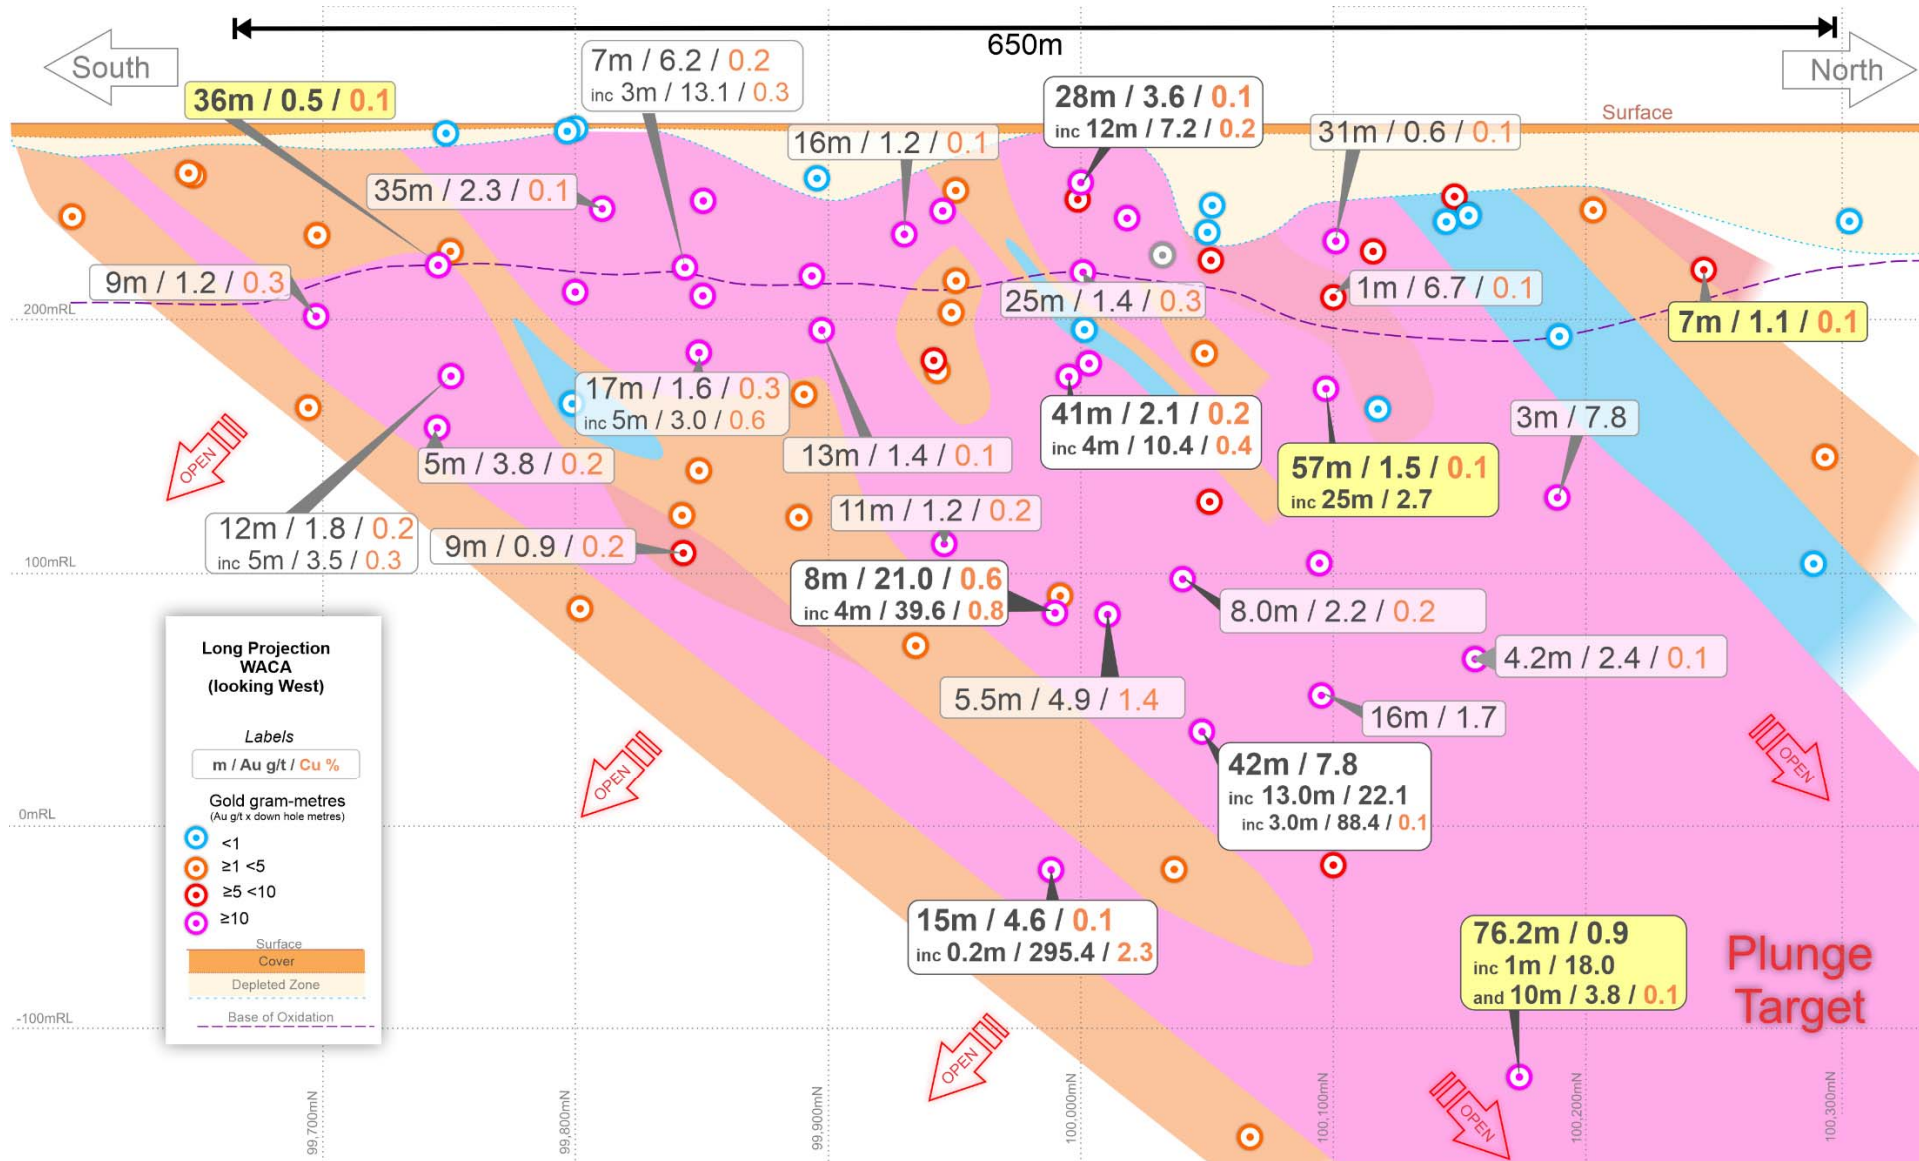 650m
South
North
7m / 6.2 / 0.2
inc 3m / 13.1 / 0.3
36m / 0.5 / 0.1
28m / 3.6 / 0.1
inc 12m / 7.2 / 0.2
Surface
16m / 1.2 / 0.1
31m / 0.6 / 0.1
35m / 2.3 / 0.1
9m / 1.2 / 0.3
25m / 1.4 / 0.3
1m / 6.7 / 0.1
200mRL
7m / 1.1 / 0.1
17m / 1.6 / 0.3
inc 5m / 3.0 / 0.6
41m / 2.1 / 0.2
inc 4m / 10.4 / 0.4
3m / 7.8
OPEN
5m / 3.8 / 0.2
13m / 1.4 / 0.1
57m / 1.5 / 0.1
inc 25m / 2.7
12m / 1.8 / 0.2
inc 5m / 3.5 / 0.3
9m / 0.9 / 0.2
11m / 1.2 / 0.2
100mRL
8m / 21.0 / 0.6
inc 4m / 39.6 / 0.8
8.0m / 2.2 / 0.2
4.2m / 2.4 / 0.1
5.5m / 4.9 / 1.4
16m / 1.7
Long Projection
WACA
(looking West)
Labels
m / Au g/t / Cu %
Gold gram-metres
(Au g/t x down hole metres)
<1
≥1 <5
≥5 <10
≥10
Surface
Cover
Depleted Zone
Base of Oxidation
OPEN
OPEN
42m / 7.8
inc 13.0m / 22.1
inc 3.0m / 88.4 / 0.1
0mRL
15m / 4.6 / 0.1
inc 0.2m / 295.4 / 2.3
76.2m / 0.9
inc 1m / 18.0
and 10m / 3.8 / 0.1
Plunge
Target
-100mRL
OPEN
OPEN
99,700mN
99,800mN
99,900mN
100,000mN
100,100mN
100,200mN
100,300mN